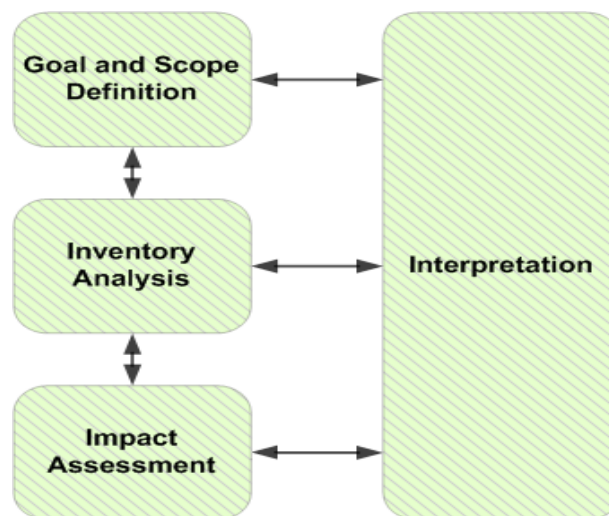 Goal and Scope
Definition
Inventory
Analysis
Interpretation
Impact
Assessment